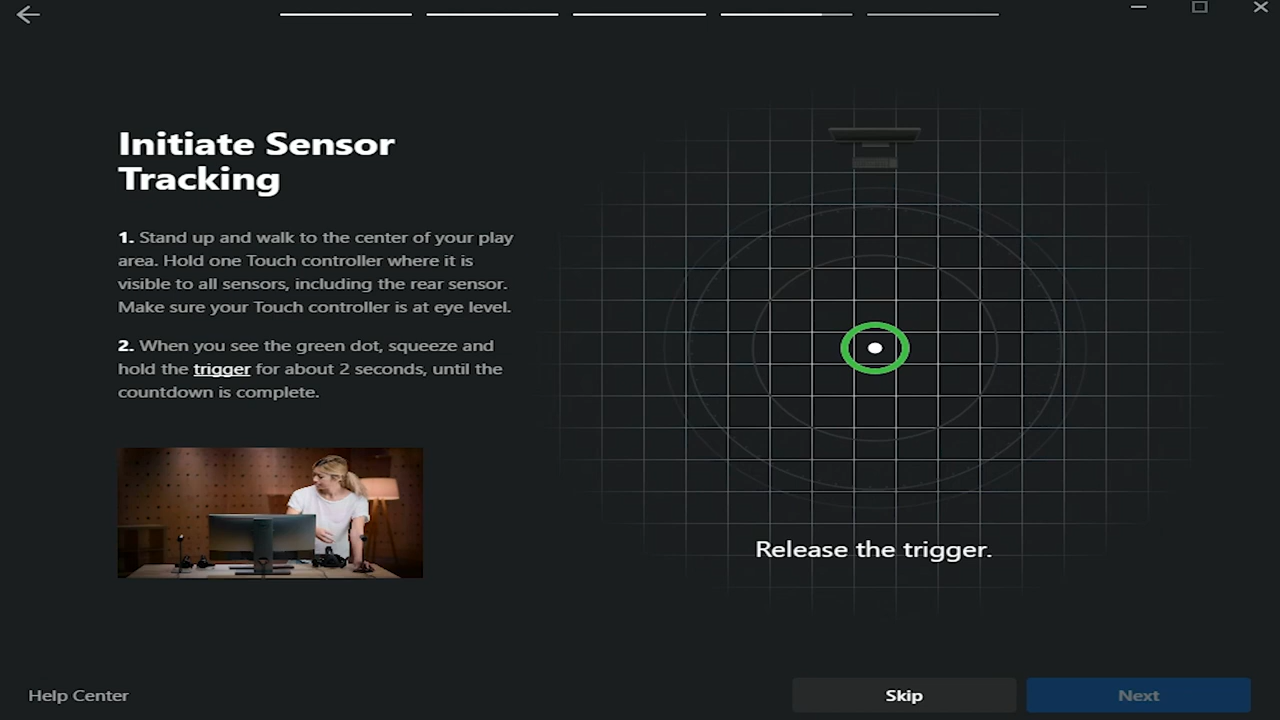 Initiate Sensor
Tracking
1. Stand up and walk to the center of your play
area. Hold one Touch controller where it is
visible to all sensors, including the rear sensor.
Make sure your Touch controller is at eye level.
2. When you see the green dot, squeeze and
hold the trigger for about 2 seconds, until the
countdown is complete.
Release the trigger.
Help Center
Skip
Next